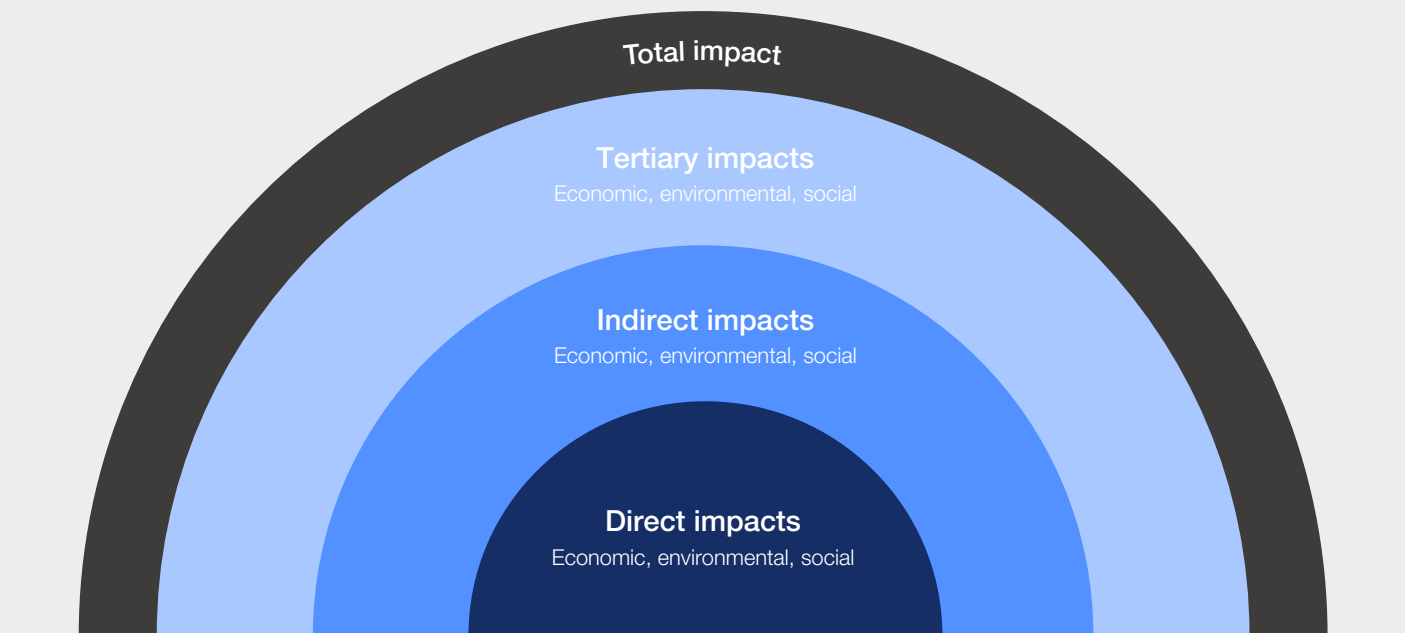 Total impact
Tertiary impacts
Economic, environmental, social
Indirect impacts
Economic, environmental, social
Direct impacts
Economic, environmental, social